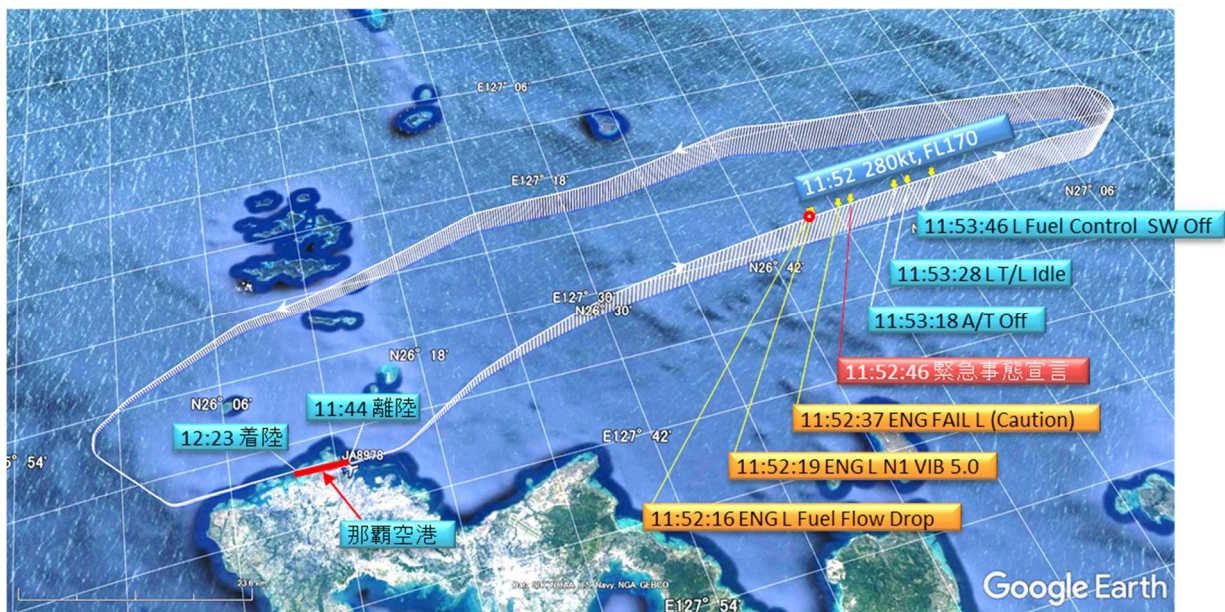 E127° 06'
11:52 280kt, FL170
E127° 18'
N27° 06'
11:53:46 L Fuel Control SW Off
N26° 42'
11:53:28 L T/L Idle
E127° 30'
N26° 30'
11:53:18 A/T Off
N26° 18'
11:52:46 緊急事態宣言
N26° 06'
11:44 離陸
11:52:37 ENG FAIL L (Caution)
12:23 着陸
E127° 42'
JA8978
54'
11:52:19 ENG L N1 VIB 5.0
11:52:16 ENG L Fuel Flow Drop
那覇空港
Google Earth
E127° 54'